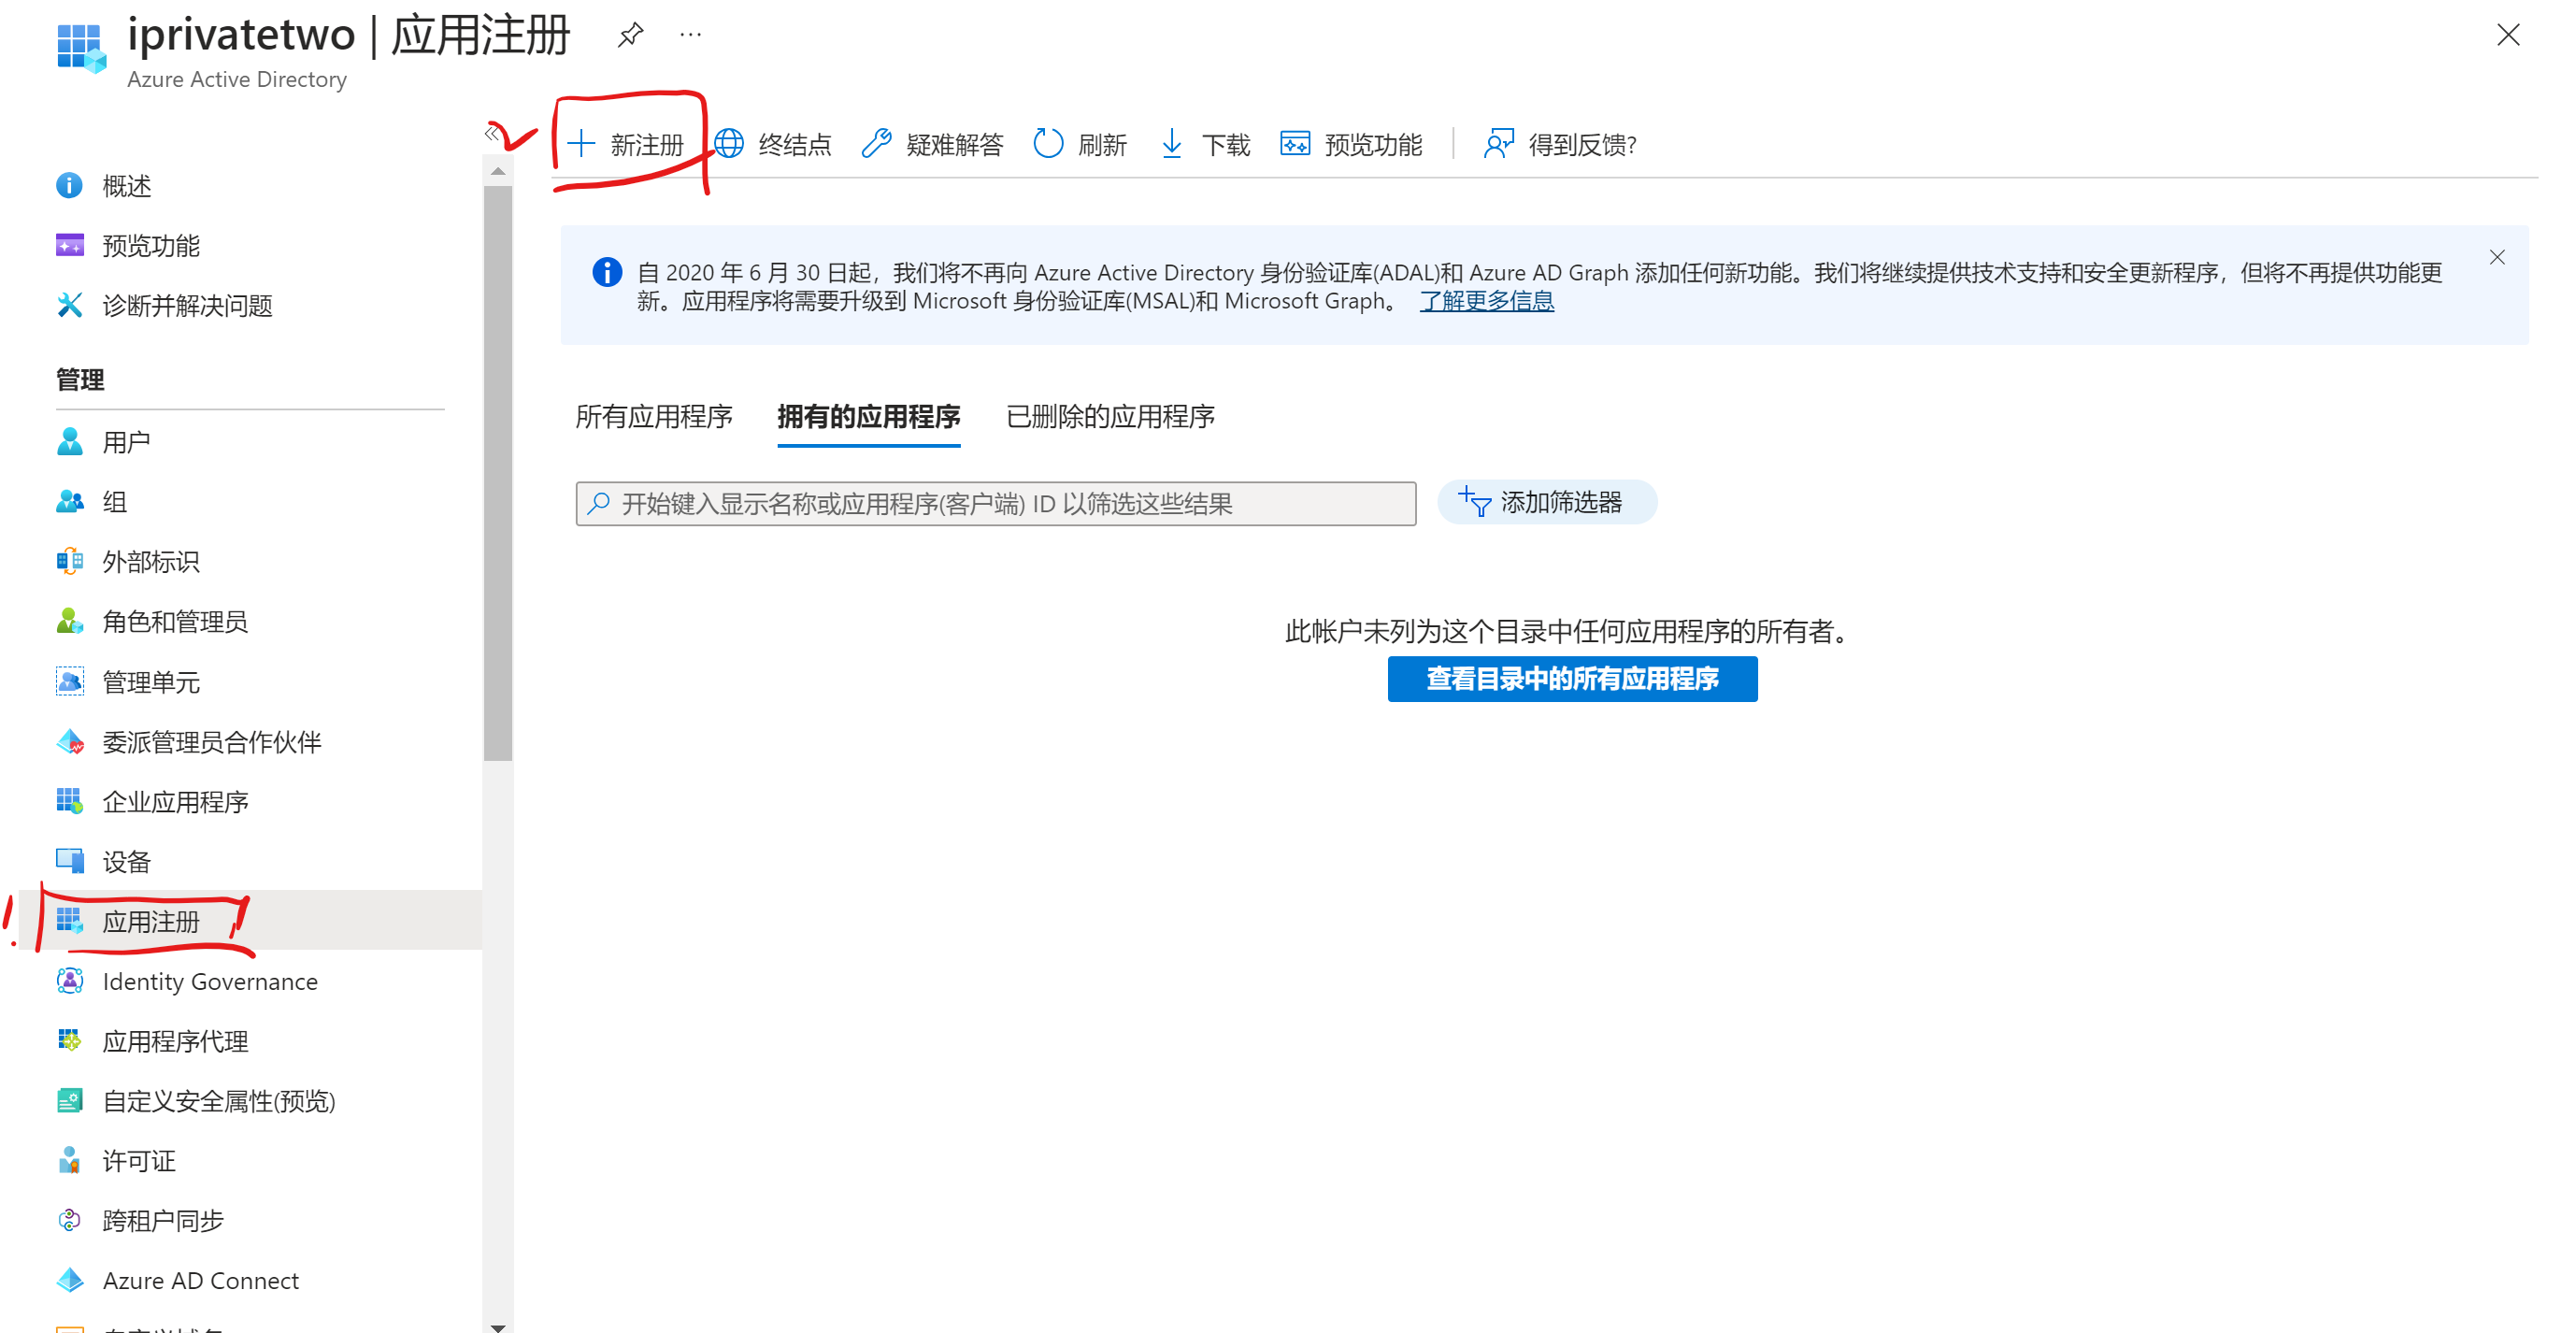 iprivatetwo | 应用注册
Azure Active Directory
概述
预览功能
诊断并解决问题
管理
用户
组
外部标识
角色和管理员
管理单元
委派管理员合作伙伴
企业应用程序
设备
应用注册
Identity Governance
应用程序代理
自定义安全属性(预览)
许可证
跨租户同步
Azure AD Connect
新注册 终结点 疑难解答 刷新 下载 预览功能 得到反馈?
自 2020 年 6 月 30 日起，我们将不再向 Azure Active Directory 身份验证库(ADAL)和 Azure AD Graph 添加任何新功能。我们将继续提供技术支持和安全更新程序，但将不再提供功能更
新。应用程序将需要升级到 Microsoft 身份验证库(MSAL)和 Microsoft Graph。 了解更多信息
所有应用程序 拥有的应用程序 已删除的应用程序
开始键入显示名称或应用程序(客户端) ID 以筛选这些结果 添加筛选器
此帐户未列为这个目录中任何应用程序的所有者。
查看目录中的所有应用程序